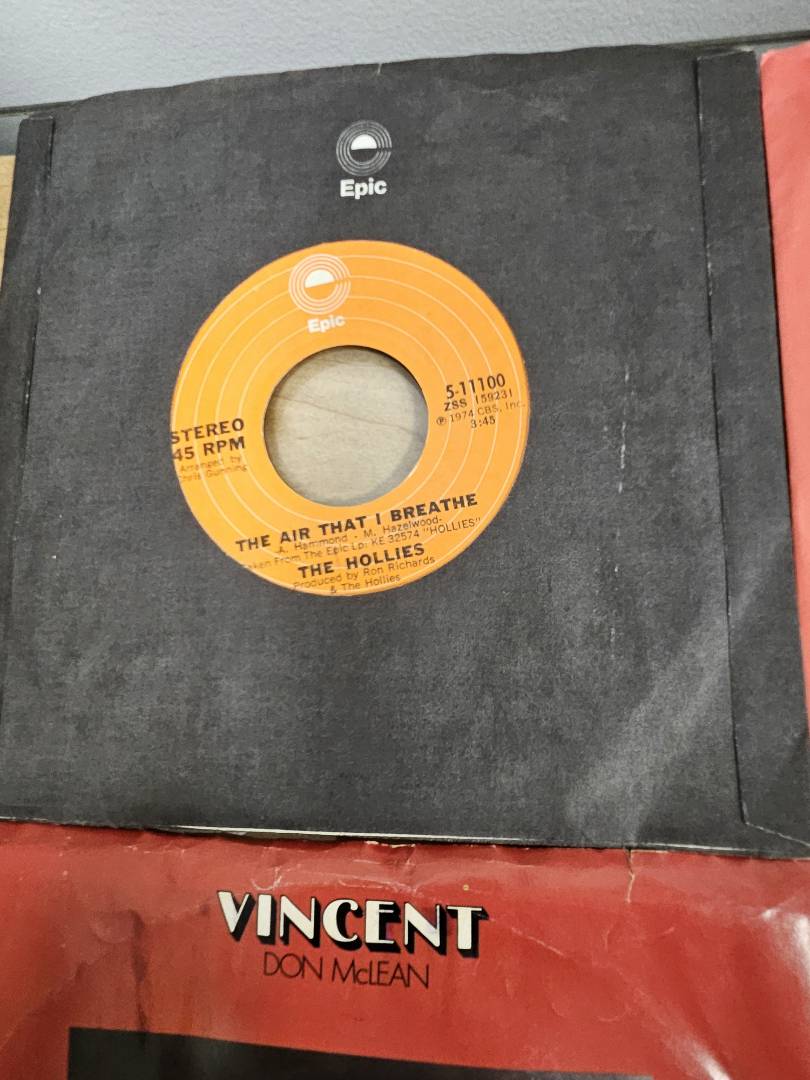 Epic
Epic
5-11100
ZSS 159231
℗ 1974 CBS, Inc.
3:45
STEREO
45 RPM
Arranged by
Chris Gunning
THE AIR THAT I BREATHE
-A. Hammond - M. Hazelwood-
Taken From The Epic Lp: KE 32574 "HOLLIES"
THE HOLLIES
Produced by Ron Richards
& The Hollies
VINCENT
DON McLEAN